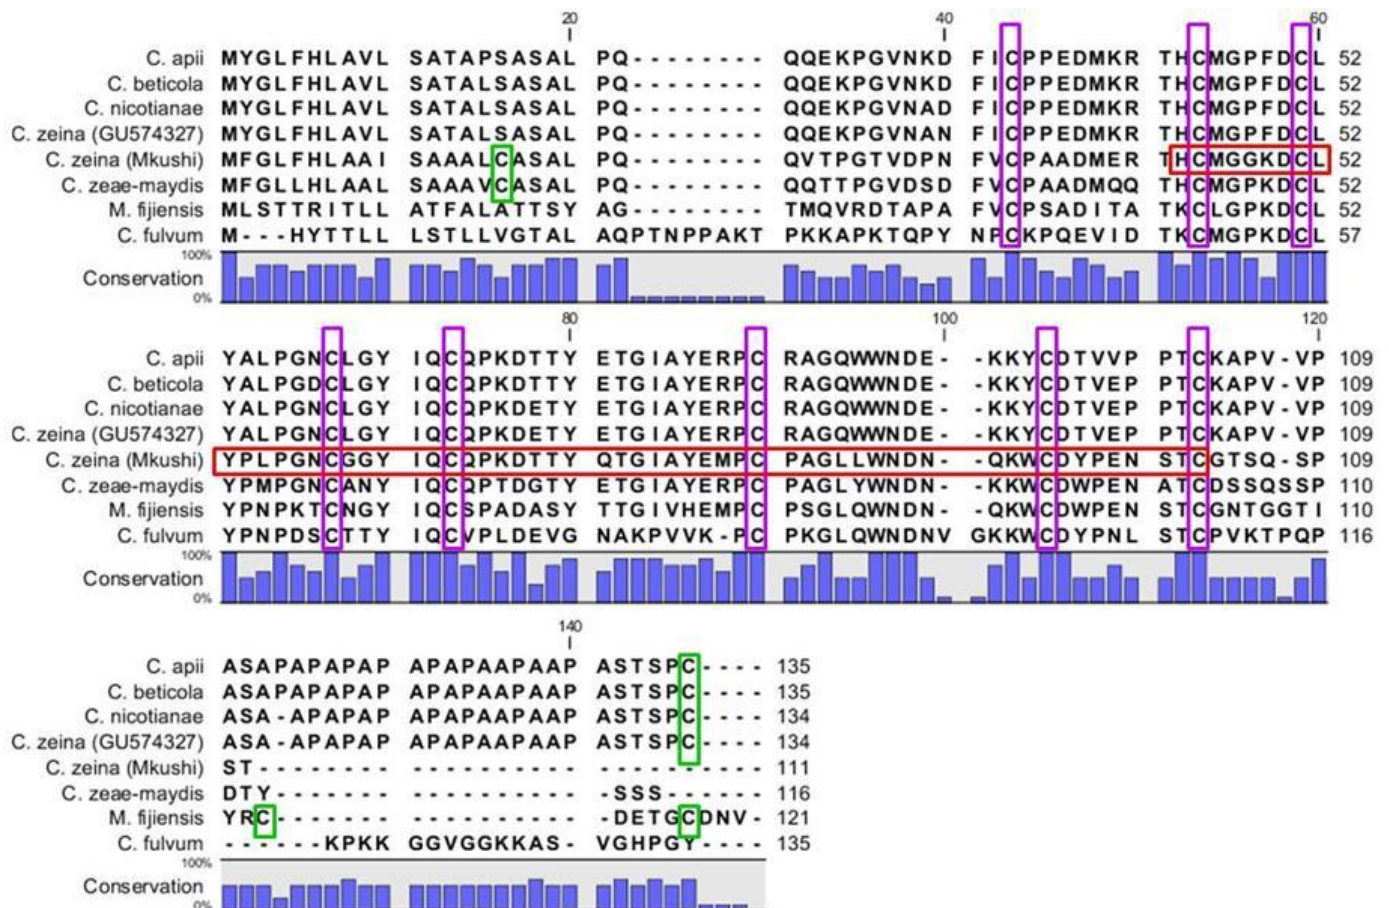 20 40 60
C. apii MYGLFHLAVL SATAPSASAL PQ-------- QQEKPGVNKD FICPPEDMKR THCMGPFDCL 52
C. beticola MYGLFHLAVL SATALSASAL PQ-------- QQEKPGVNKD FICPPEDMKR THCMGPFDCL 52
C. nicotianae MYGLFHLAVL SATALSASAL PQ-------- QQEKPGVNAD FICPPEDMKR THCMGPFDCL 52
C. zeina (GU574327) MYGLFHLAVL SATALSASAL PQ-------- QQEKPGVNAN FICPPEDMKR THCMGPFDCL 52
C. zeina (Mkushi) MFGLFHLAAI SAAALCASAL PQ-------- QVTPGTVDPN FVCPAADMER THCMGGKDCL 52
C. zeae-maydis MFGLLHLAAL SAAAVCASAL PQ-------- QQTTPGVDSD FVCPAADMQQ THCMGPKDCL 52
M. fijiensis MLSTTRITLL ATFALATTSY AG-------- TMQVRDTAPA FVCPSADITA TKCLGPKDCL 52
C. fulvum M---HYTTLL LSTLLVGTAL AQPTNPPAKT PKKAPKTQPY NPCKPQEVID TKCMGPKDCL 57
100%
Conservation
0%
80 100 120
C. apii YALPGNCLGY IQCQPKDTTY ETGIAYERPC RAGQWWNDE- -KKYCDTVVP PTCKAPV-VP 109
C. beticola YALPGDCLGY IQCQPKDTTY ETGIAYERPC RAGQWWNDE- -KKYCDTVEP PTCKAPV-VP 109
C. nicotianae YALPGNCLGY IQCQPKDETY ETGIAYERPC RAGQWWNDE- -KKYCDTVEP PTCKAPV-VP 109
C. zeina (GU574327) YALPGNCLGY IQCQPKDETY ETGIAYERPC RAGQWWNDE- -KKYCDTVEP PTCKAPV-VP 109
C. zeina (Mkushi) YPLPGNCGGY IQCQPKDTTY QTGIAYEMPC PAGLLWNDN- -QKWCDYPEN STCGTSQ-SP 109
C. zeae-maydis YPMPGNCANY IQCQPTDGTY ETGIAYERPC PAGLYWNDN- -KKWCDWPEN ATCDSSQSSP 110
M. fijiensis YPNPKTCNGY IQCSPADASY TTGIVHEMPC PSGLQWNDN- -QKWCDWPEN STCGNTGGTI 110
C. fulvum YPNPDSCTTY IQCVPLDEVG NAKPVVK-PC PKGLQWNDNV GKKWCDYPNL STCPVKTPQP 116
100%
Conservation
0%
140
C. apii ASAPAPAPAP APAPAAPAAP ASTSPC---- 135
C. beticola ASAPAPAPAP APAPAAPAAP ASTSPC---- 135
C. nicotianae ASA-APAPAP APAPAAPAAP ASTSPC---- 134
C. zeina (GU574327) ASA-APAPAP APAPAAPAAP ASTSPC---- 134
C. zeina (Mkushi) ST-------- ---------- ---------- 111
C. zeae-maydis DTY------- ---------- -SSS------ 116
M. fijiensis YRC------- ---------- -DETGCDNV- 121
C. fulvum ------KPKK GGVGGKKAS- VGHPGY---- 135
100%
Conservation
0%